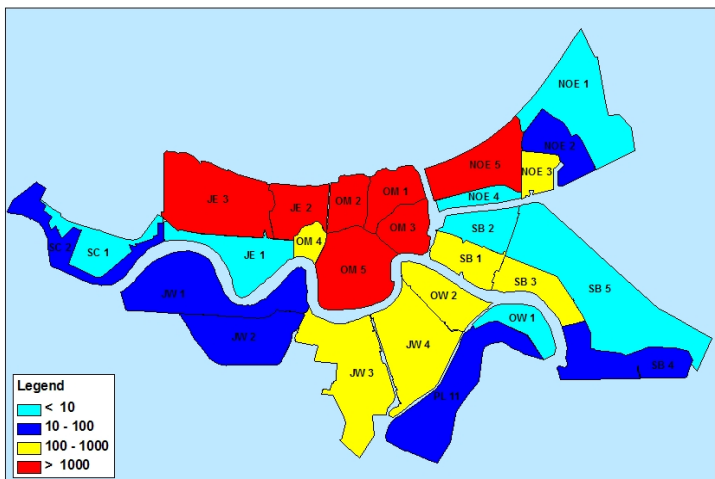 NOE 1
NOE 2
NOE 5
NOE 3
JE 3
JE 2
OM 2
OM 1
NOE 4
OM 3
SB 2
OM 4
SC 2
SC 1
JE 1
SB 1
OM 5
SB 3
SB 5
JW 1
OW 2
OW 1
JW 2
JW 4
SB 4
JW 3
PL 11
Legend
< 10
10 - 100
100 - 1000
> 1000